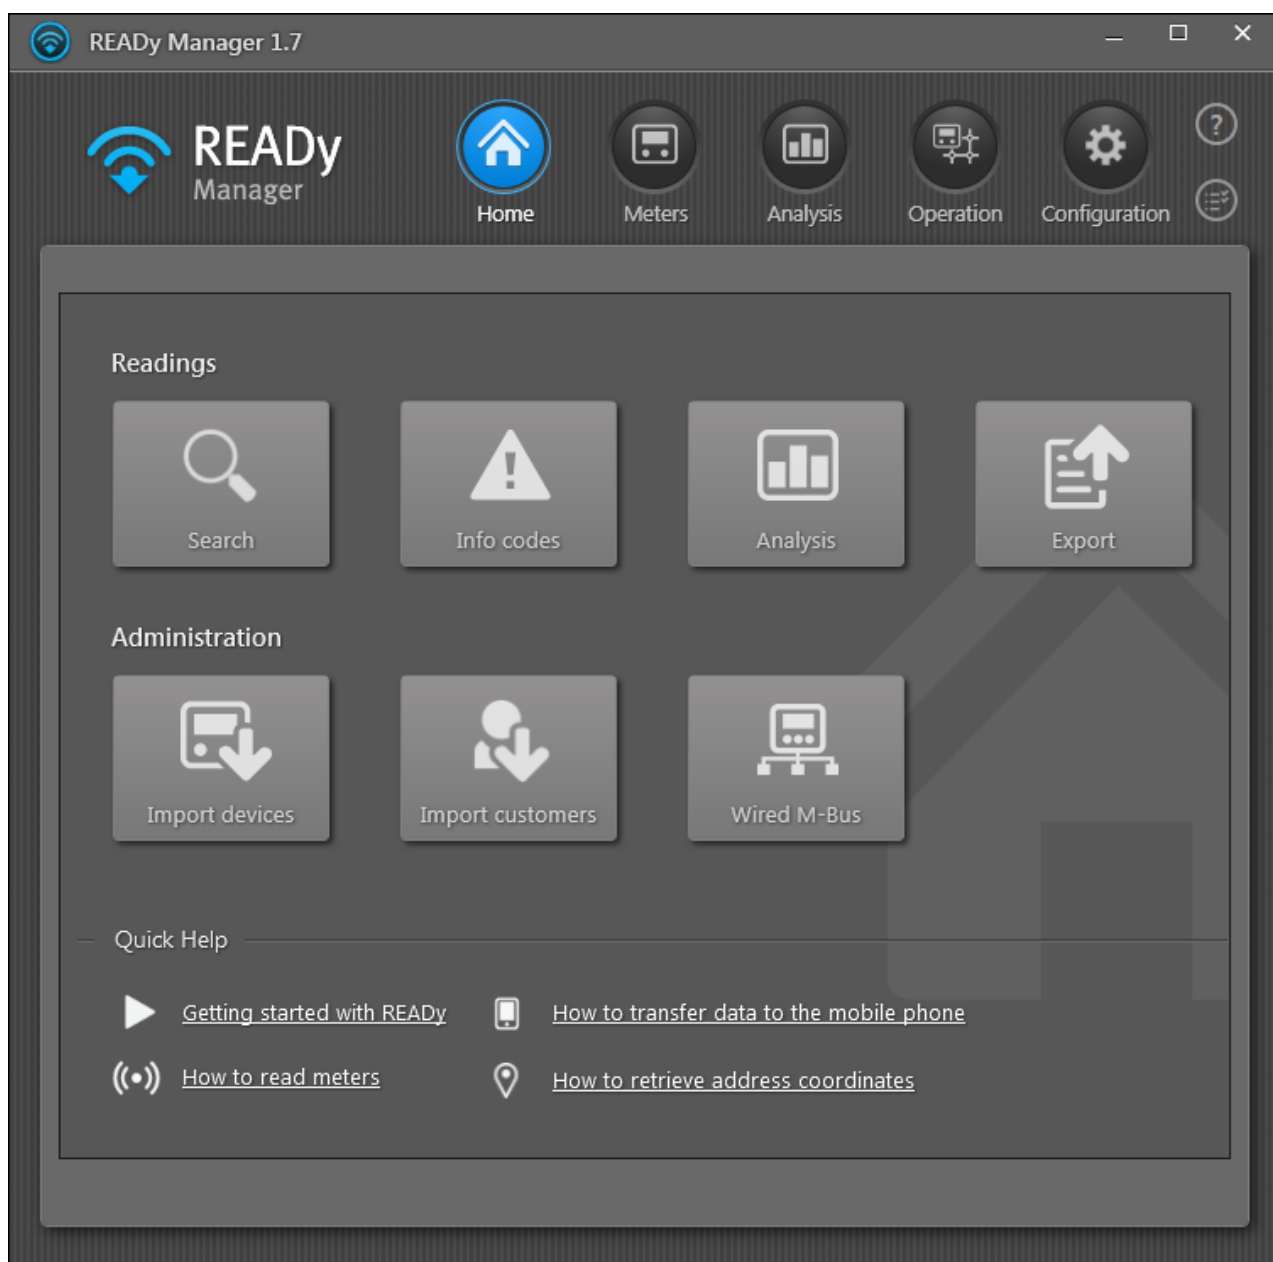 READy Manager 1.7
READy
Manager
Home
Meters
Analysis
Operation
Configuration
Readings
Search
Info codes
Analysis
Export
Administration
Import devices
Import customers
Wired M-Bus
Quick Help
Getting started with READy
How to transfer data to the mobile phone
How to read meters
How to retrieve address coordinates